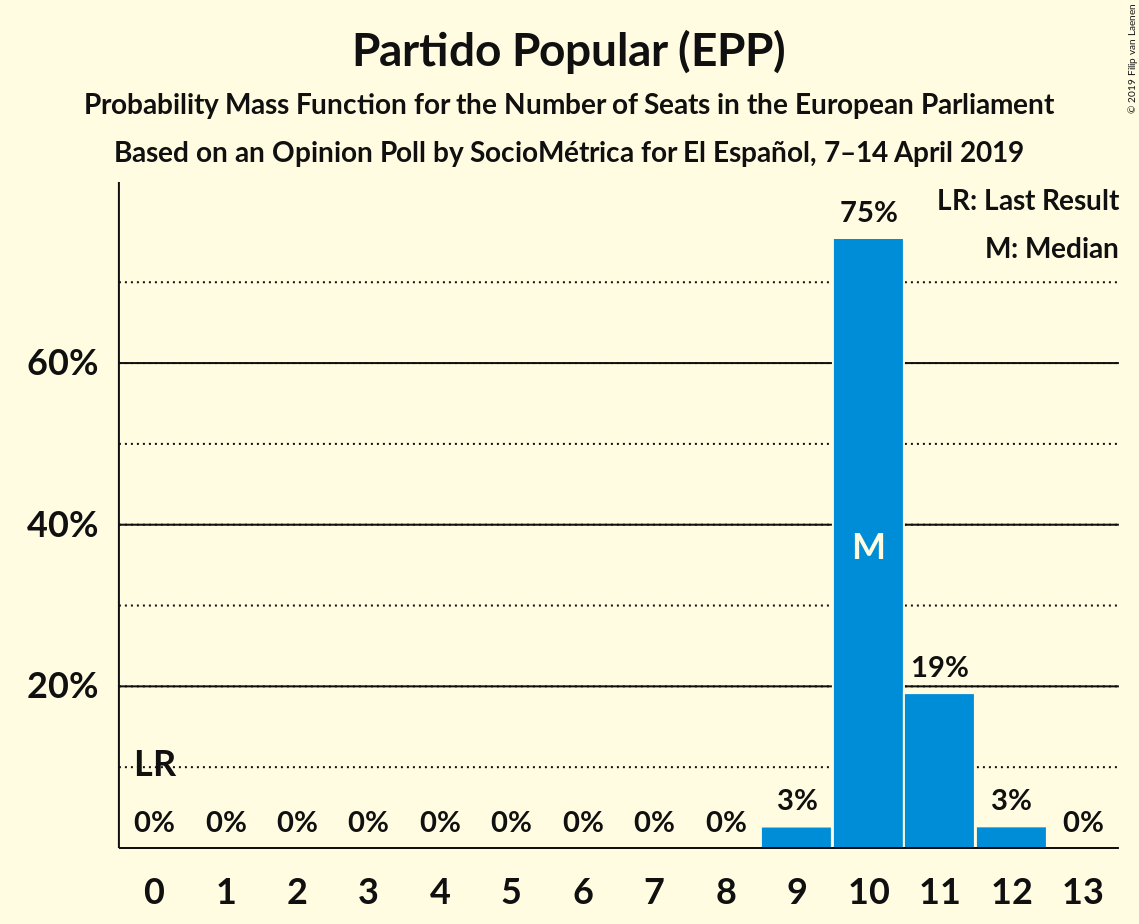 Partido Popular (EPP)
Probability Mass Function for the Number of Seats in the European Parliament
Based on an Opinion Poll by SocioMétrica for El Español, 7–14 April 2019
© 2019 Filip van Laenen
LR: Last Result
M: Median
75%
60%
40%
M
19%
20%
LR
0% 0% 0% 0% 0% 0% 0% 0% 0% 3% 3% 0%
0 1 2 3 4 5 6 7 8 9 10 11 12 13